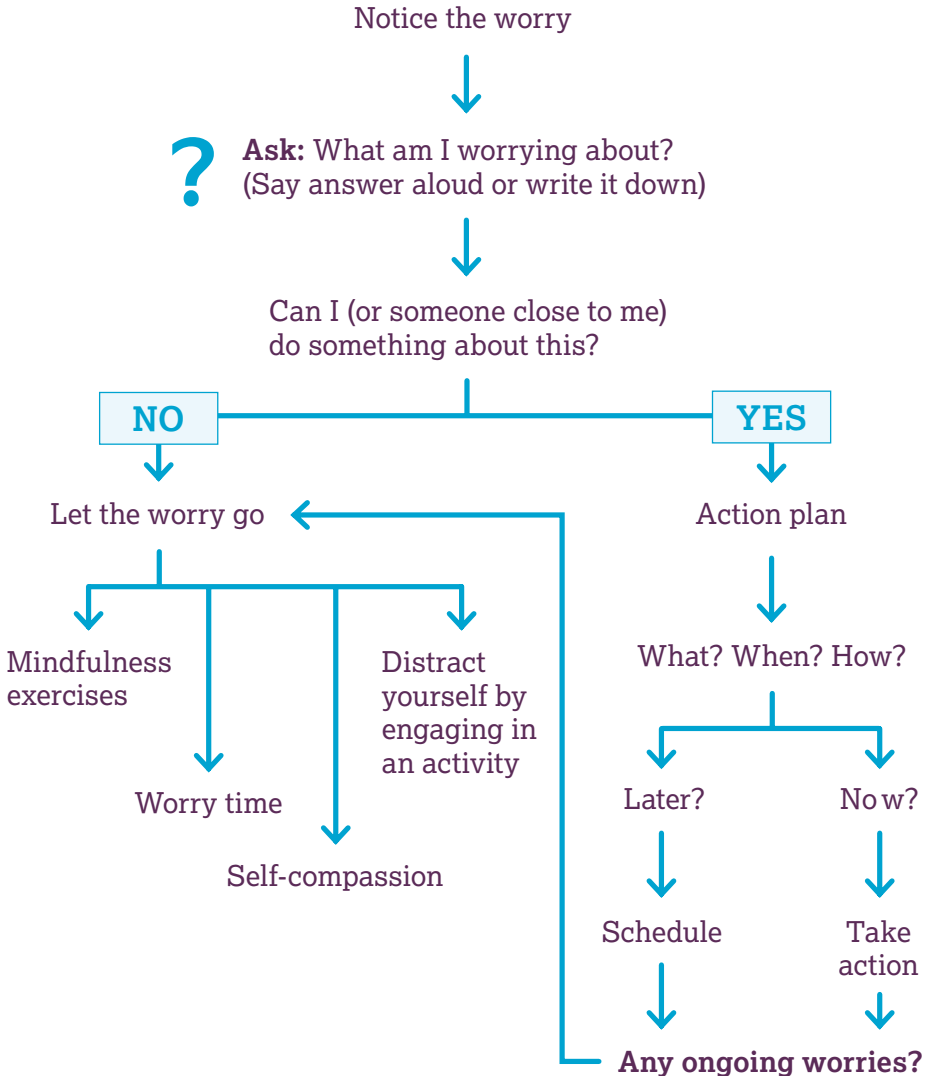 Notice the worry
?
Ask: What am I worrying about?
(Say answer aloud or write it down)
Can I (or someone close to me)
do something about this?
NO
YES
Let the worry go
Action plan
Mindfulness
exercises
Worry time
Self-compassion
Distract
yourself by
engaging in
an activity
What? When? How?
Later?
Now?
Schedule
Take
action
Any ongoing worries?